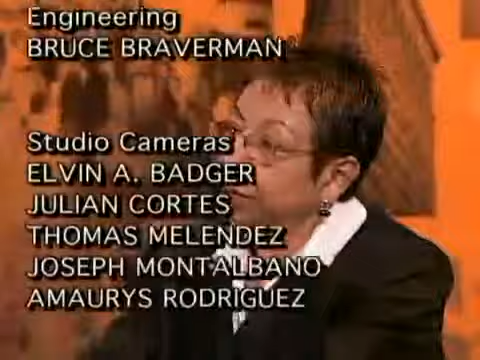 Engineering
BRUCE BRAVERMAN
Studio Cameras
ELVIN A. BADGER
JULIAN CORTES
THOMAS MELENDEZ
JOSEPH MONTALBANO
AMAURYS RODRIGUEZ